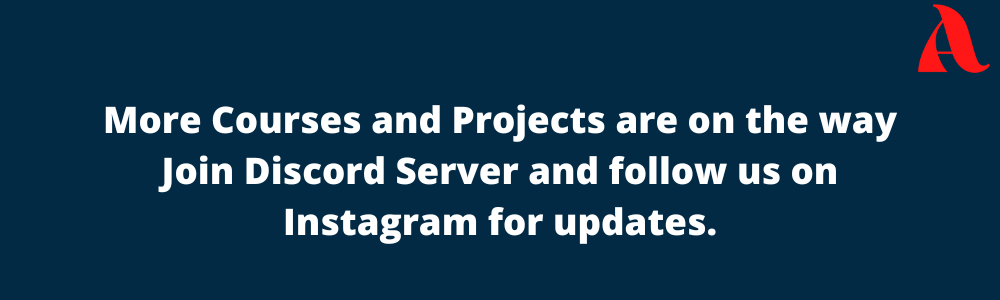 A
More Courses and Projects are on the way
Join Discord Server and follow us on
Instagram for updates.